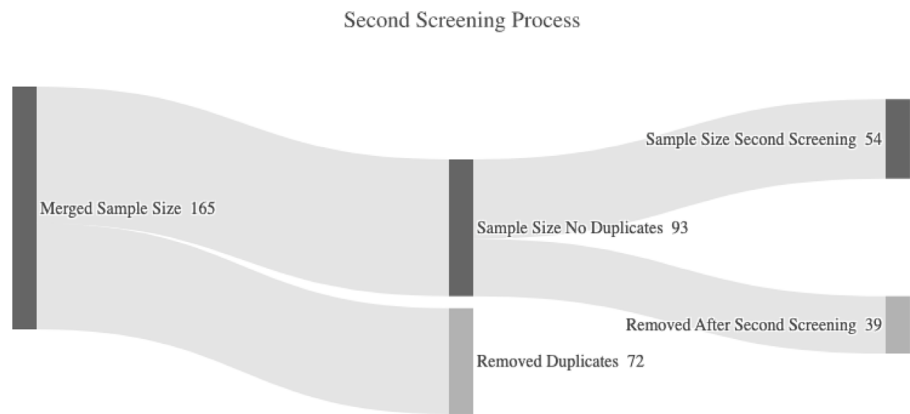 Second Screening Process
Sample Size Second Screening 54
Merged Sample Size 165
Sample Size No Duplicates 93
Removed After Second Screening 39
Removed Duplicates 72